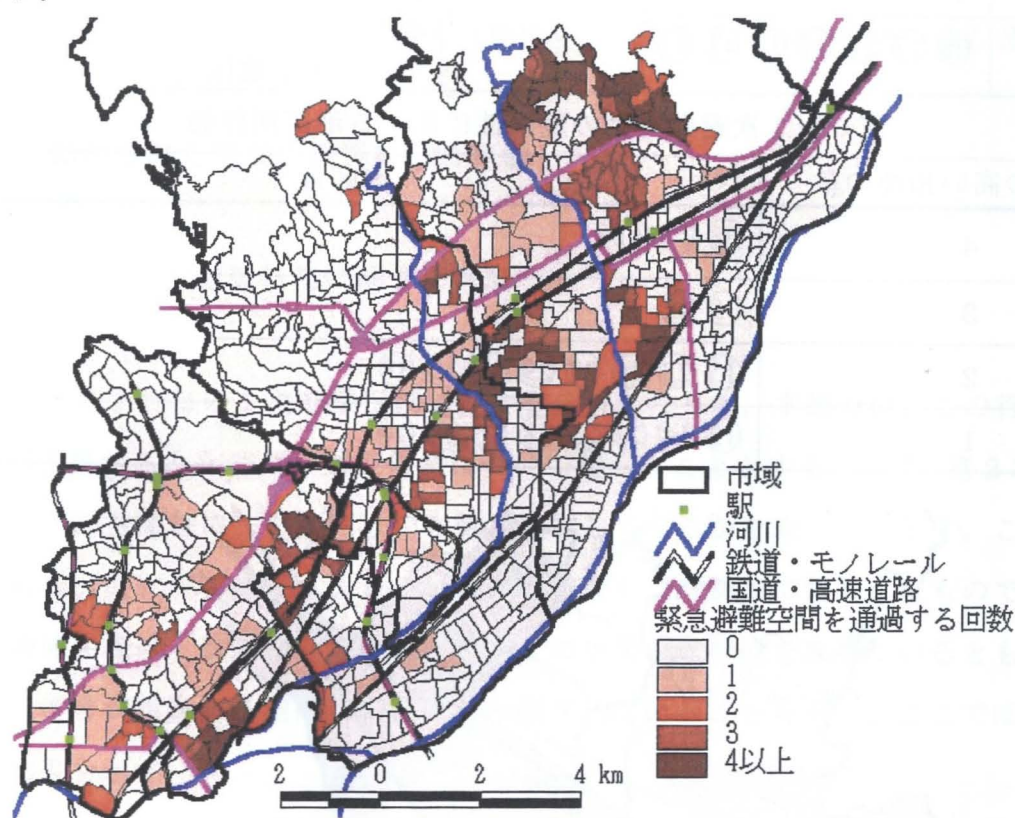 市域
駅
河川
鉄道・モノレール
国道・高速道路
緊急避難空間を通過する回数
0
1
2
3
4以上
2 0 2 4 km